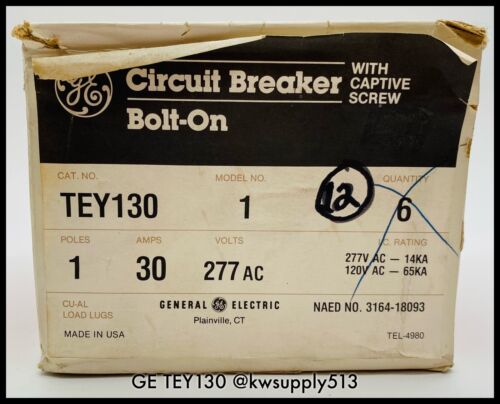 GE
Circuit Breaker
Bolt-On
WITH
CAPTIVE
SCREW
CAT. NO.
TEY130
MODEL NO.
1
12
QUANTITY
6
POLES
1
AMPS
30
VOLTS
277 AC
I.C. RATING
277V AC — 14KA
120V AC — 65KA
CU-AL
LOAD LUGS
GENERAL GE ELECTRIC
Plainville, CT
NAED NO. 3164-18093
MADE IN USA
TEL-4980
GE TEY130 @kwsupply513